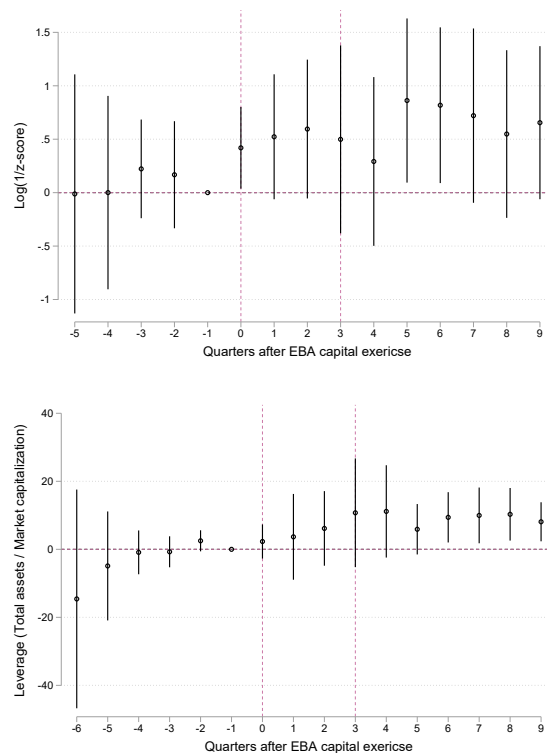 1.5
1
.5
0
-.5
-1
Log(1/z-score)
-5 -4 -3 -2 -1 0 1 2 3 4 5 6 7 8 9
Quarters after EBA capital exericse
40
20
0
-20
-40
Leverage (Total assets / Market capitalization)
-6 -5 -4 -3 -2 -1 0 1 2 3 4 5 6 7 8 9
Quarters after EBA capital exericse